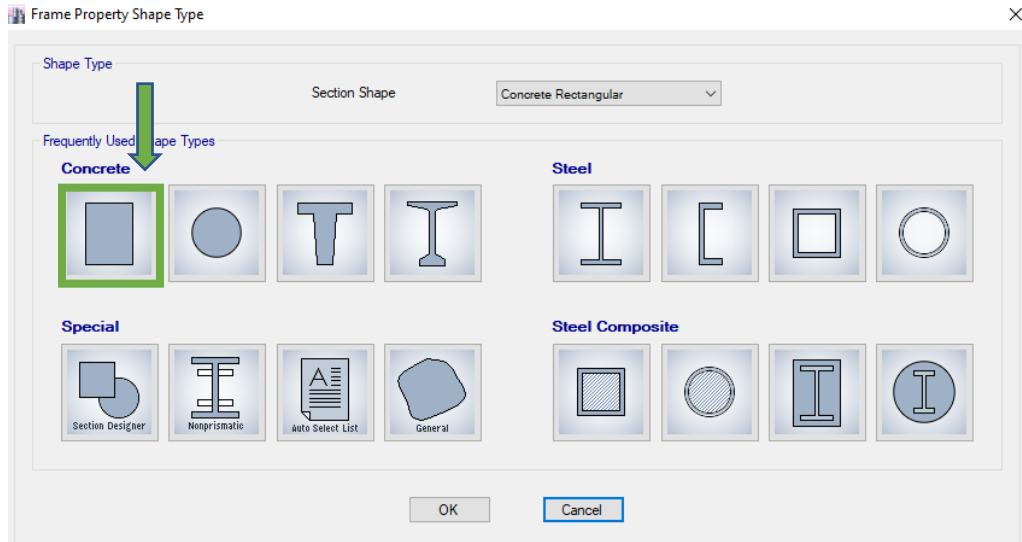 Frame Property Shape Type
Shape Type
Section Shape
Concrete Rectangular
Frequently Used ape Types
Concrete
Steel
Special
Steel Composite
Section Designer
Nonprismatic
A
Auto Select List
General
I
OK
Cancel